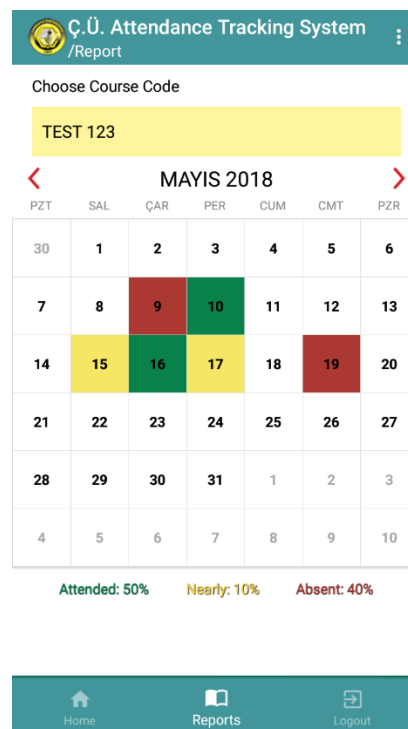 Ç.Ü. Attendance Tracking System
/Report
Choose Course Code
TEST 123
MAYIS 2018
PZT SAL ÇAR PER CUM CMT PZR
30 1 2 3 4 5 6
7 8 9 10 11 12 13
14 15 16 17 18 19 20
21 22 23 24 25 26 27
28 29 30 31 1 2 3
4 5 6 7 8 9 10
Attended: 50% Nearly: 10% Absent: 40%
Home Reports Logout